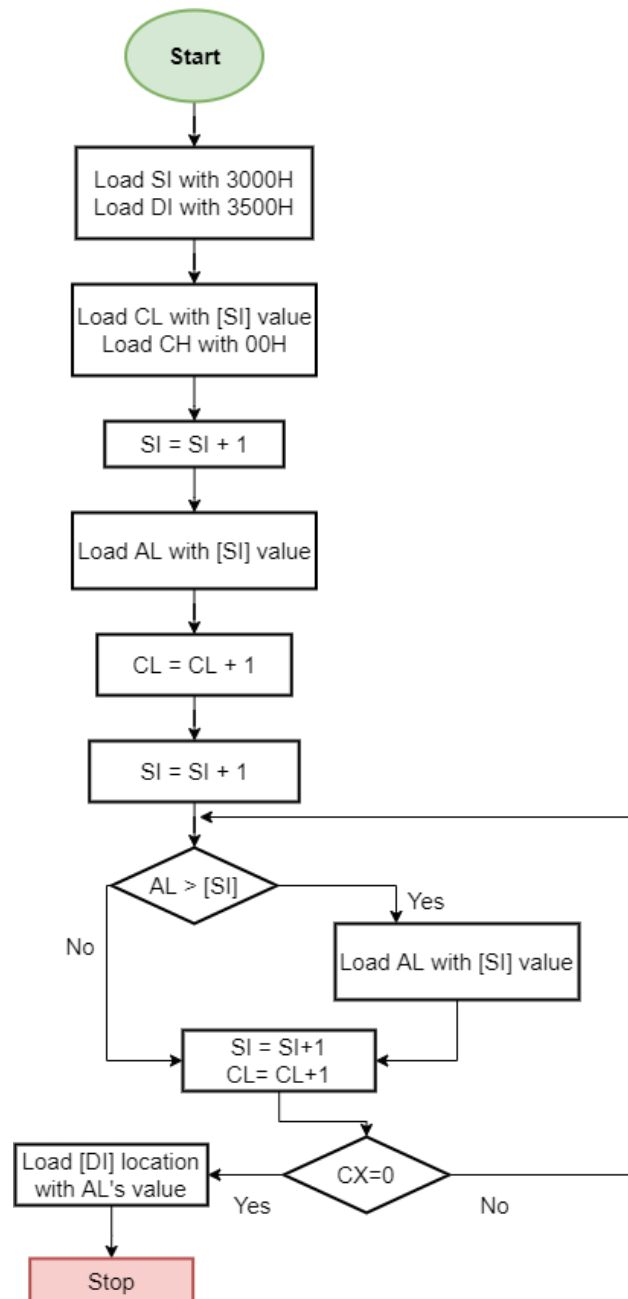 Start
Load SI with 3000H
Load DI with 3500H
Load CL with [SI] value
Load CH with 00H
SI = SI + 1
Load AL with [SI] value
CL = CL + 1
SI = SI + 1
AL > [SI]
Yes
No
Load AL with [SI] value
SI = SI+1
CL= CL+1
CX=0
Load [DI] location
with AL's value
Yes
No
Stop